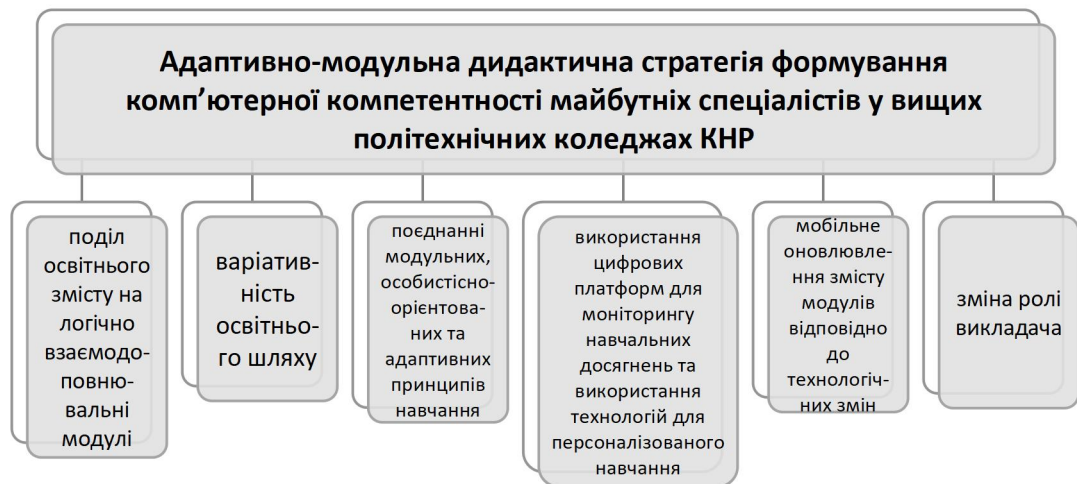 Адаптивно-модульна дидактична стратегія формування
комп’ютерної компетентності майбутніх спеціалістів у вищих
політехнічних коледжах КНР
поділ
освітнього
змісту на
логічно
взаємодо-
повню-
вальні
модулі
варіатив-
ність
освітньо-
го шляху
поєднанні
модульних,
особистісно-
орієнтова-
них та
адаптивних
принципів
навчання
використання
цифрових
платформ для
моніторингу
навчальних
досягнень та
використання
технологій для
персоналізованого
навчання
мобільне
оновлювле-
ння змісту
модулів
відповідно
до
технологіч-
них змін
зміна ролі
викладача